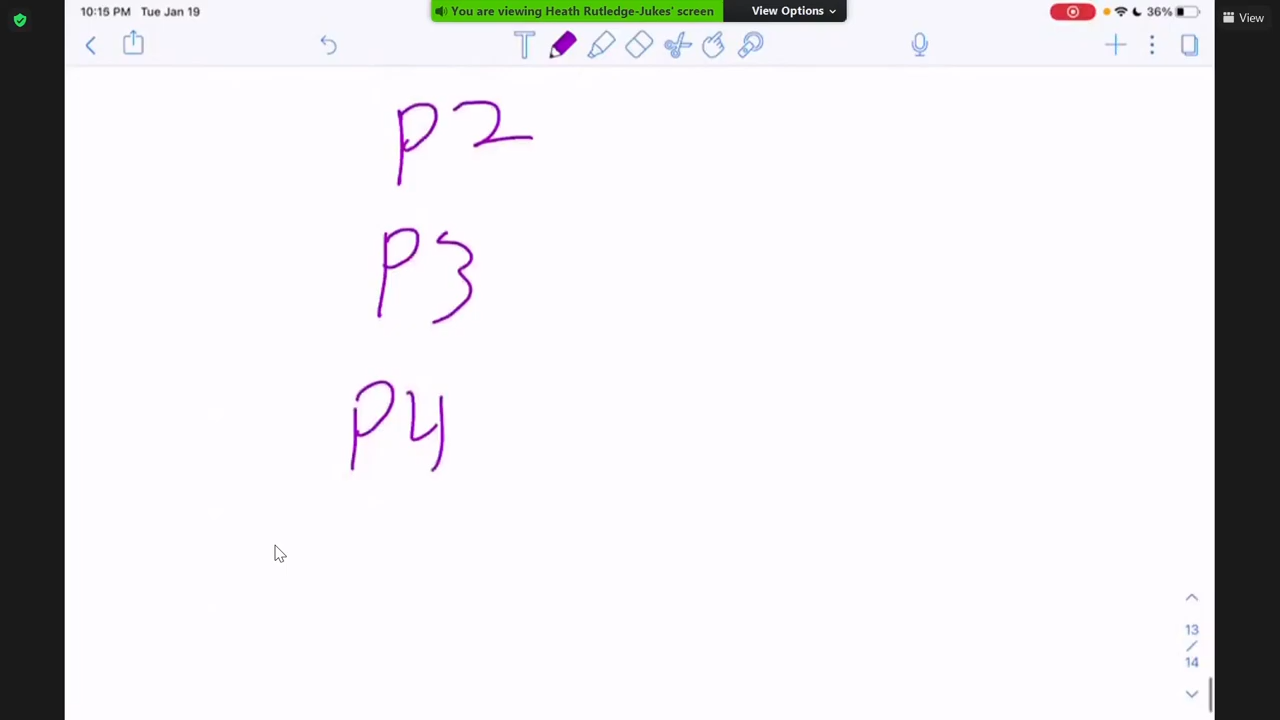 10:15 PM Tue Jan 19
You are viewing Heath Rutledge-Jukes' screen
View Options
36%
View
T
P2
P3
P4
13
/
14